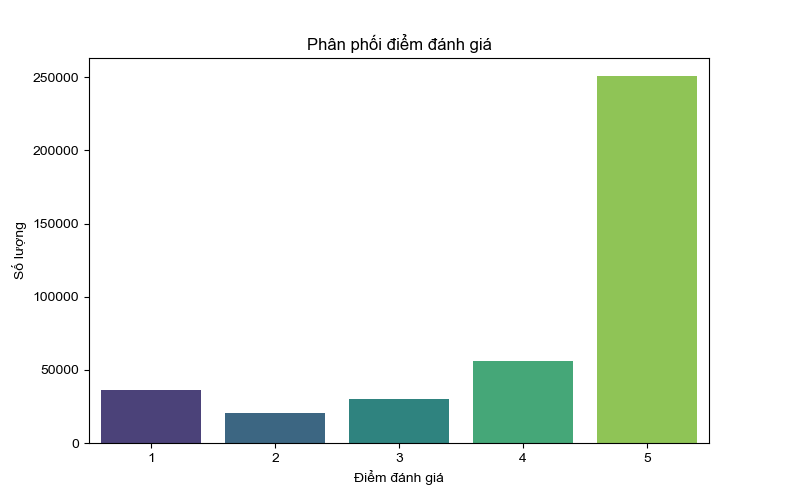 Phân phối điểm đánh giá
250000
200000
150000
100000
50000
0
Số lượng
1 2 3 4 5
Điểm đánh giá